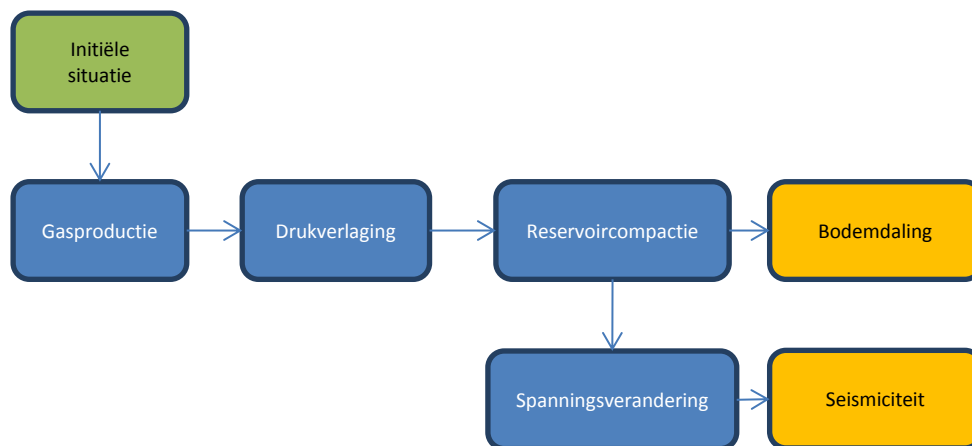 Initiële
situatie
Gasproductie
Drukverlaging
Reservoircompactie
Bodemdaling
Spanningsverandering
Seismiciteit